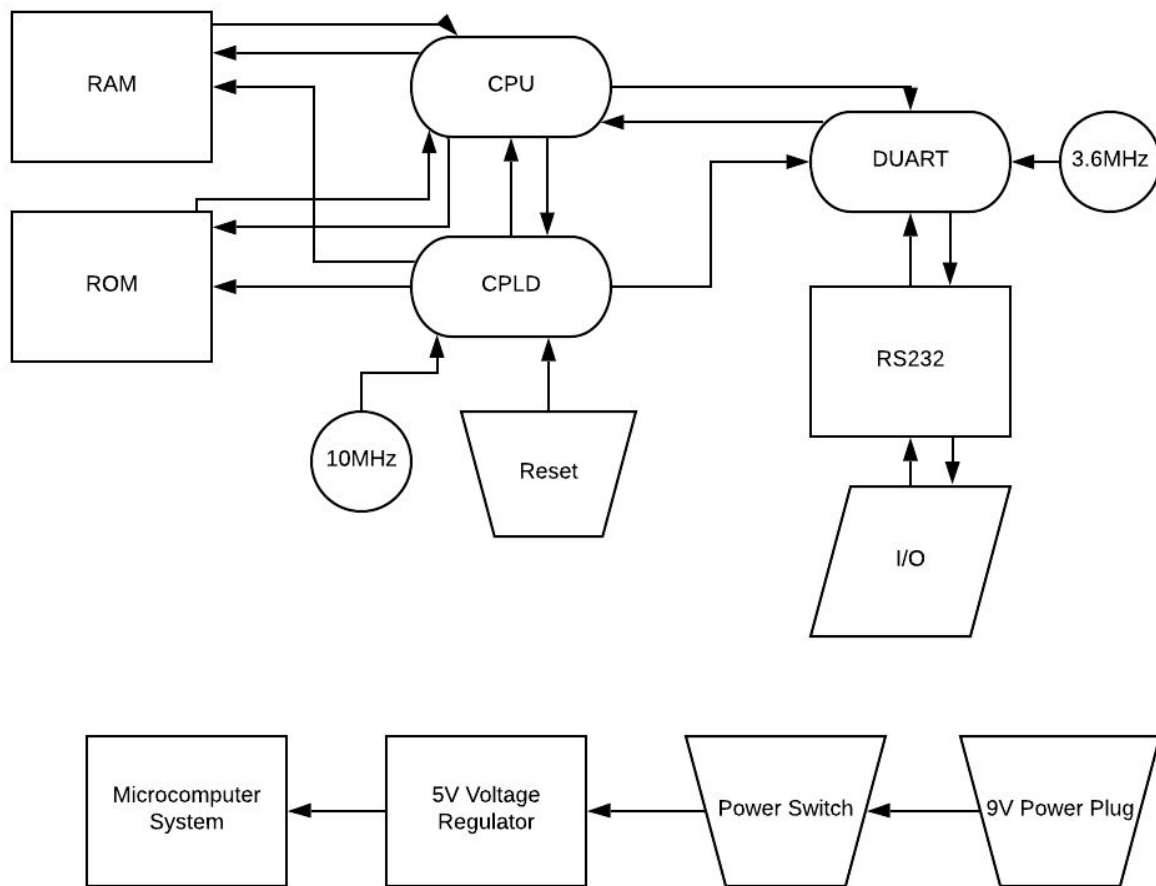 RAM
CPU
DUART
3.6MHz
ROM
CPLD
RS232
10MHz
Reset
I/O
Microcomputer
System
5V Voltage
Regulator
Power Switch
9V Power Plug